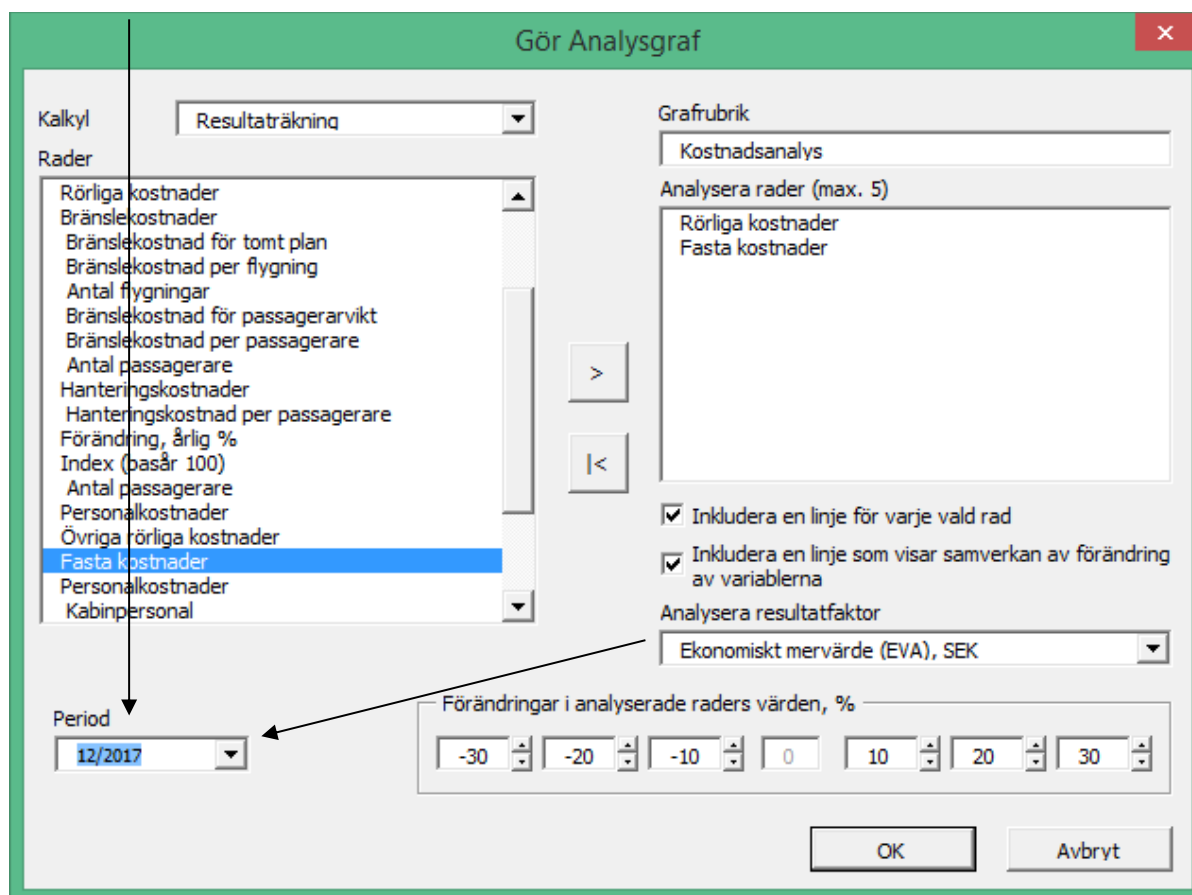 Gör Analysgraf
Kalkyl
Resultaträkning
Rader
Rörliga kostnader
Bränslekostnader
Bränslekostnad för tomt plan
Bränslekostnad per flygning
Antal flygningar
Bränslekostnad för passagerarvikt
Bränslekostnad per passagerare
Antal passagerare
Hanteringskostnader
Hanteringskostnad per passagerare
Förändring, årlig %
Index (basår 100)
Antal passagerare
Personalkostnader
Övriga rörliga kostnader
Fasta kostnader
Personalkostnader
Kabinpersonal
>
|<
Grafrubrik
Kostnadsanalys
Analysera rader (max. 5)
Rörliga kostnader
Fasta kostnader
Inkludera en linje för varje vald rad
Inkludera en linje som visar samverkan av förändring
av variablerna
Analysera resultatfaktor
Ekonomiskt mervärde (EVA), SEK
Period
12/2017
Förändringar i analyserade raders värden, %
-30 -20 -10 0 10 20 30
OK Avbryt